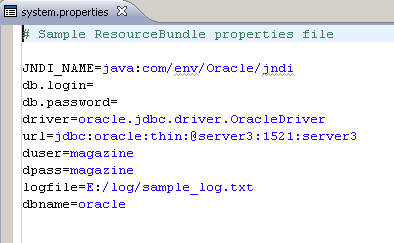 system.properties
# Sample ResourceBundle properties file
JNDI_NAME=java:com/env/Oracle/jndi
db.login=
db.password=
driver=oracle.jdbc.driver.OracleDriver
url=jdbc:oracle:thin:@server3:1521:server3
duser=magazine
dpass=magazine
logfile=E:/log/sample_log.txt
dbname=oracle